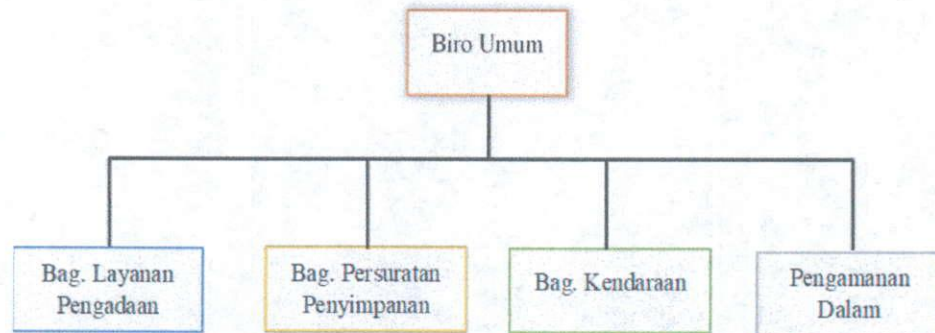 Biro Umum
Bag. Layanan
Pengadaan
Bag. Persuratan
Penyimpanan
Bag. Kendaraan
Pengamanan
Dalam